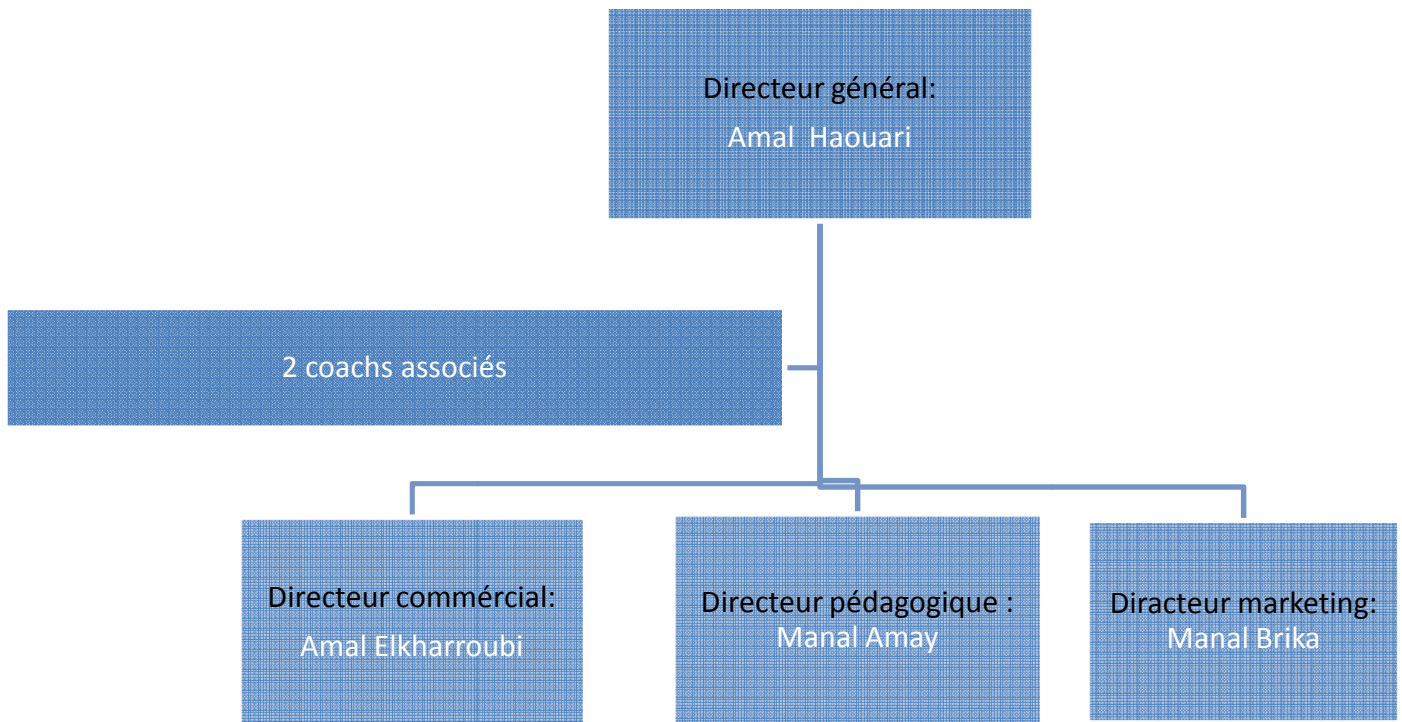 Directeur général:
Amal Haouari
2 coachs associés
Directeur commércial:
Amal Elkharroubi
Directeur pédagogique :
Manal Amay
Diracteur marketing:
Manal Brika